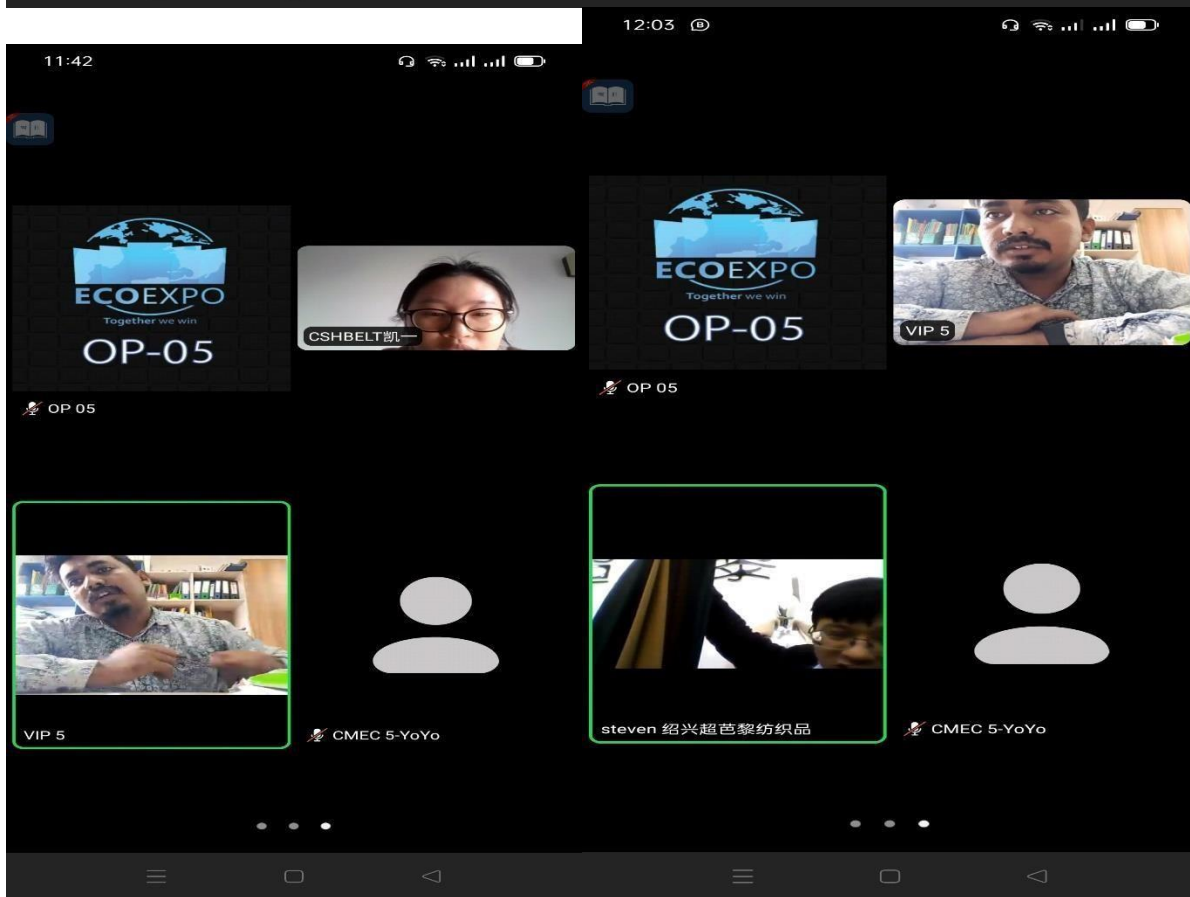 11:42
ECOEXPO
Together we win
OP-05
OP 05
CSHBELT凯一
VIP 5
CMEC 5-YoYo
12:03
ECOEXPO
Together we win
OP-05
OP 05
VIP 5
steven 绍兴超芭黎纺织品
CMEC 5-YoYo